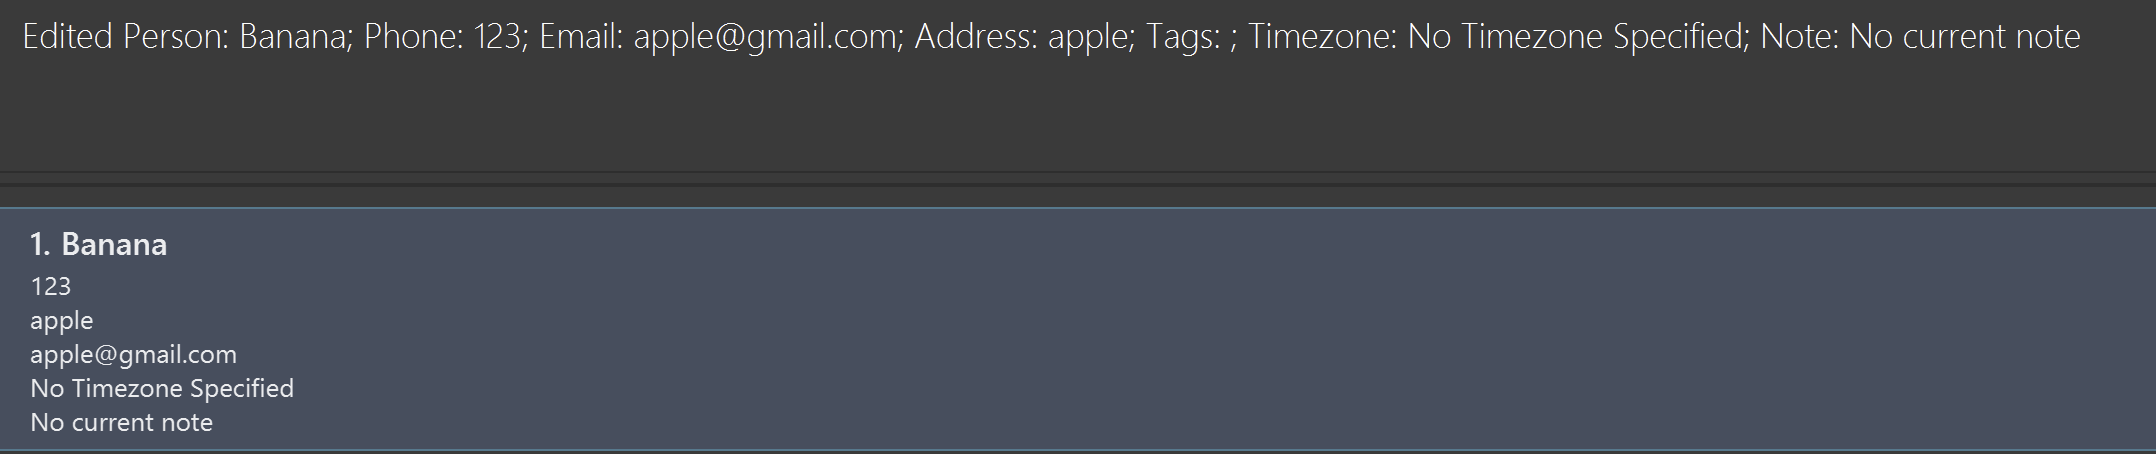 Edited Person: Banana; Phone: 123; Email: apple@gmail.com; Address: apple; Tags: ; Timezone: No Timezone Specified; Note: No current note
1. Banana
123
apple
apple@gmail.com
No Timezone Specified
No current note